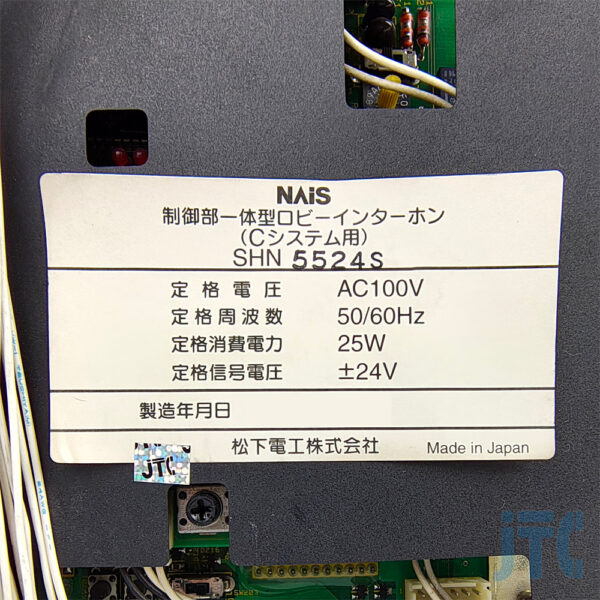 NAiS
制御部一体型ロビーインターホン
(Cシステム用)
SHN 5524S
定格電圧 AC100V
定格周波数 50/60Hz
定格消費電力 25W
定格信号電圧 ±24V
製造年月日
松下電工株式会社 Made in Japan
JTC
JTC